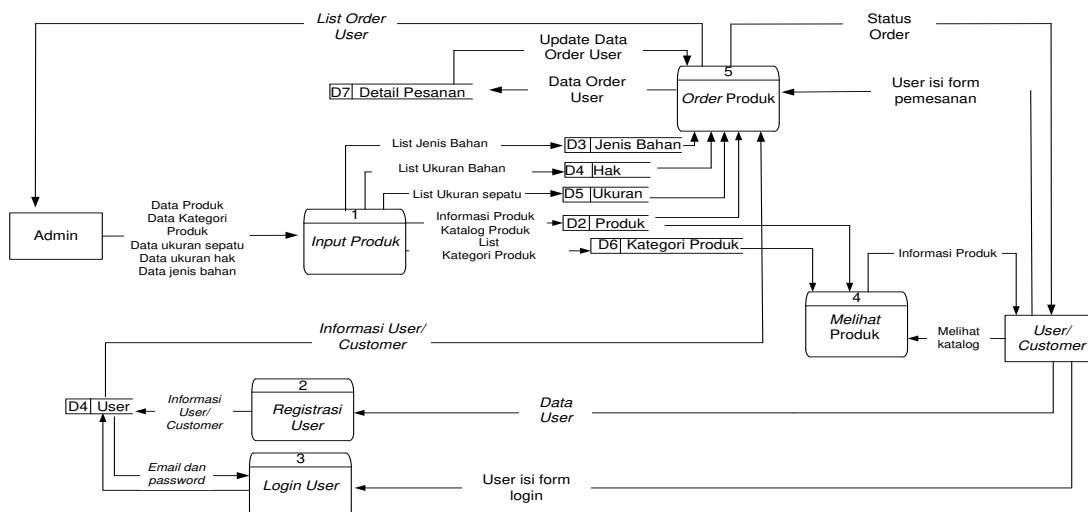 List Order
User
Status
Order
Update Data
Order User
5
Order Produk
D7 Detail Pesanan
Data Order
User
User isi form
pemesanan
List Jenis Bahan
D3 Jenis Bahan
List Ukuran Bahan
D4 Hak
List Ukuran sepatu
D5 Ukuran
Admin
Data Produk
Data Kategori
Produk
Data ukuran sepatu
Data ukuran hak
Data jenis bahan
1
Input Produk
Informasi Produk
Katalog Produk
List
Kategori Produk
D2 Produk
D6 Kategori Produk
Informasi Produk
4
Melihat
Produk
Melihat
katalog
User/
Customer
Informasi User/
Customer
D4 User
Informasi
User/
Customer
2
Registrasi
User
Data
User
Email dan
password
3
Login User
User isi form
login